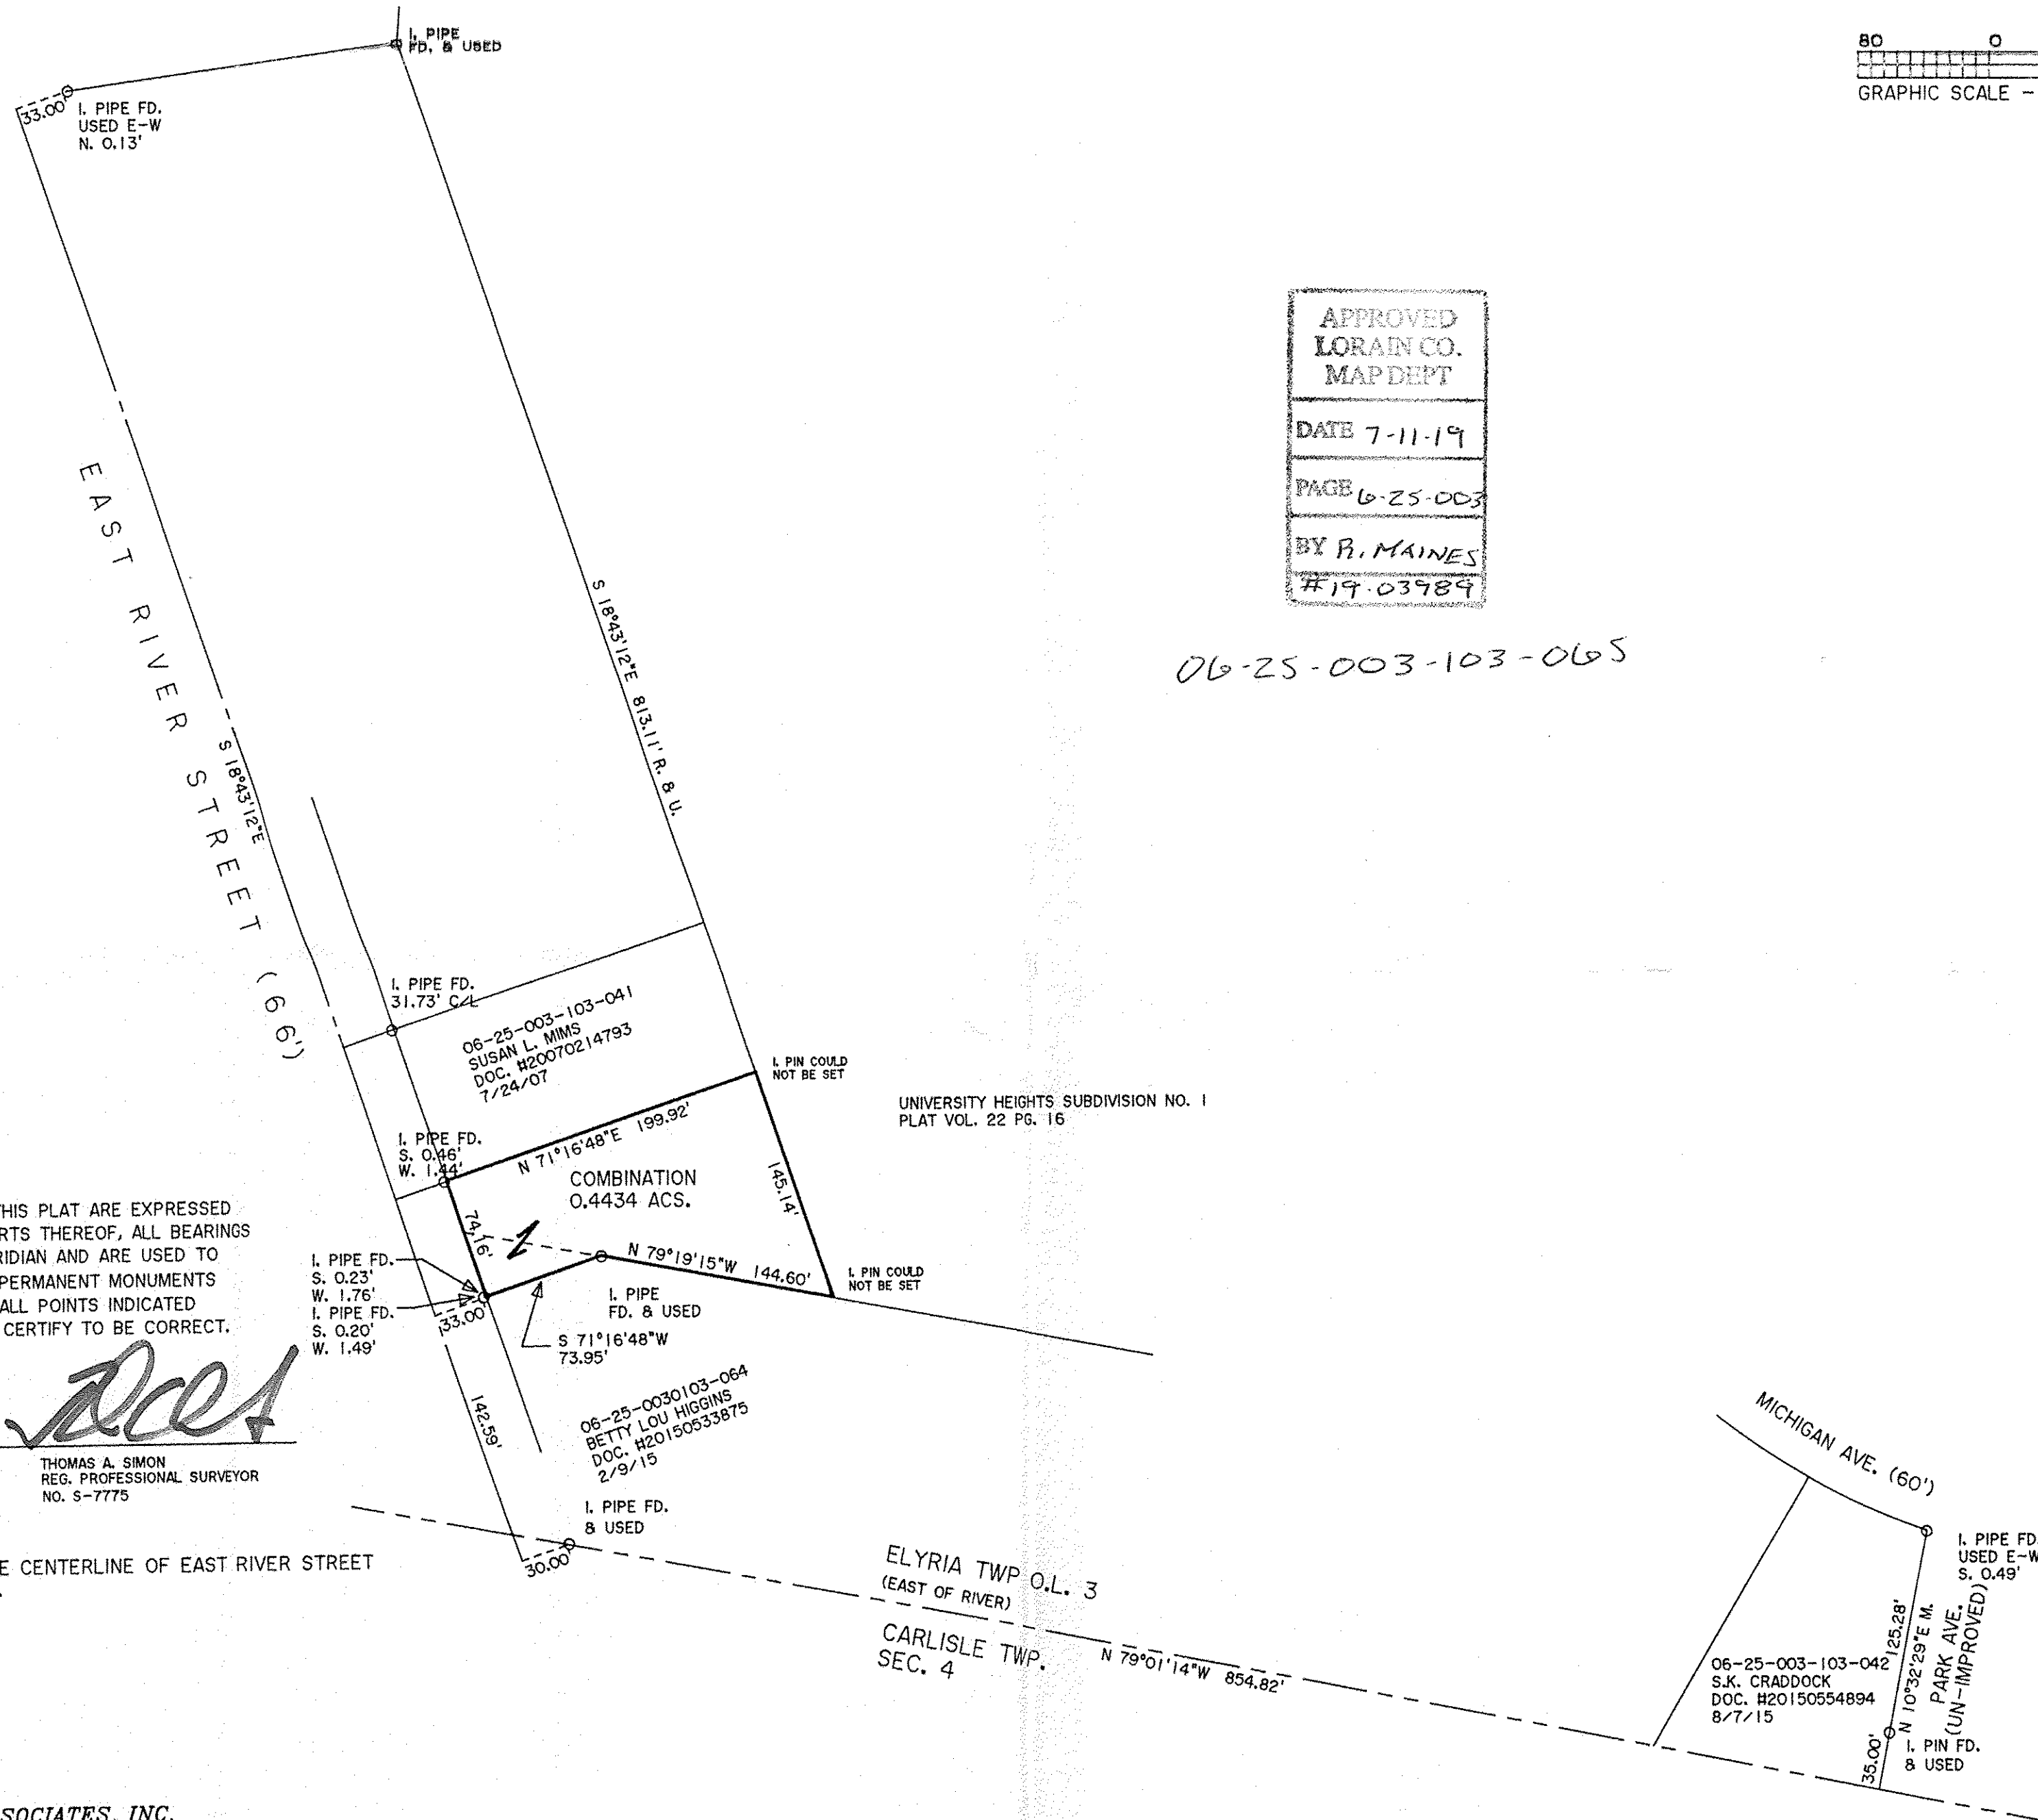 I. PIPE
FD. & USED
80 0
GRAPHIC SCALE -
33.00'
I. PIPE FD.
USED E-W
N. 0.13'
APPROVED
LORAIN CO.
MAP DEPT
DATE 7-11-19
PAGE 6-25-003
BY R. MAINES
#19-03989
06-25-003-103-065
EAST RIVER STREET (66')
S 18°43'12"E
S 18°43'12"E 813.11' R. & U.
I. PIPE FD.
31.73' C/L
06-25-003-103-041
SUSAN L. MIMS
DOC. #20070214793
7/24/07
I. PIN COULD
NOT BE SET
UNIVERSITY HEIGHTS SUBDIVISION NO. 1
PLAT VOL. 22 PG. 16
I. PIPE FD.
S. 0.46'
W. 1.44'
N 71°16'48"E 199.92'
COMBINATION
0.4434 ACS.
145.14'
74.16'
1
N 79°19'15"W 144.60'
I. PIN COULD
NOT BE SET
I. PIPE
FD. & USED
I. PIPE FD.
S. 0.23'
W. 1.76'
I. PIPE FD.
S. 0.20'
W. 1.49'
33.00'
S 71°16'48"W
73.95'
THIS PLAT ARE EXPRESSED
RTS THEREOF, ALL BEARINGS
RIDIAN AND ARE USED TO
PERMANENT MONUMENTS
ALL POINTS INDICATED
CERTIFY TO BE CORRECT.
THOMAS A. SIMON
REG. PROFESSIONAL SURVEYOR
NO. S-7775
142.59'
06-25-0030103-064
BETTY LOU HIGGINS
DOC. #20150533875
2/9/15
I. PIPE FD.
& USED
30.00'
E CENTERLINE OF EAST RIVER STREET
ELYRIA TWP O.L. 3
(EAST OF RIVER)
CARLISLE TWP.
SEC. 4
N 79°01'14"W 854.82'
MICHIGAN AVE. (60')
I. PIPE FD.
USED E-W
S. 0.49'
125.28'
N 10°32'29"E M.
PARK AVE.
(UN-IMPROVED)
06-25-003-103-042
S.K. CRADDOCK
DOC. #20150554894
8/7/15
35.00'
I. PIN FD.
& USED
SOCIATES, INC.